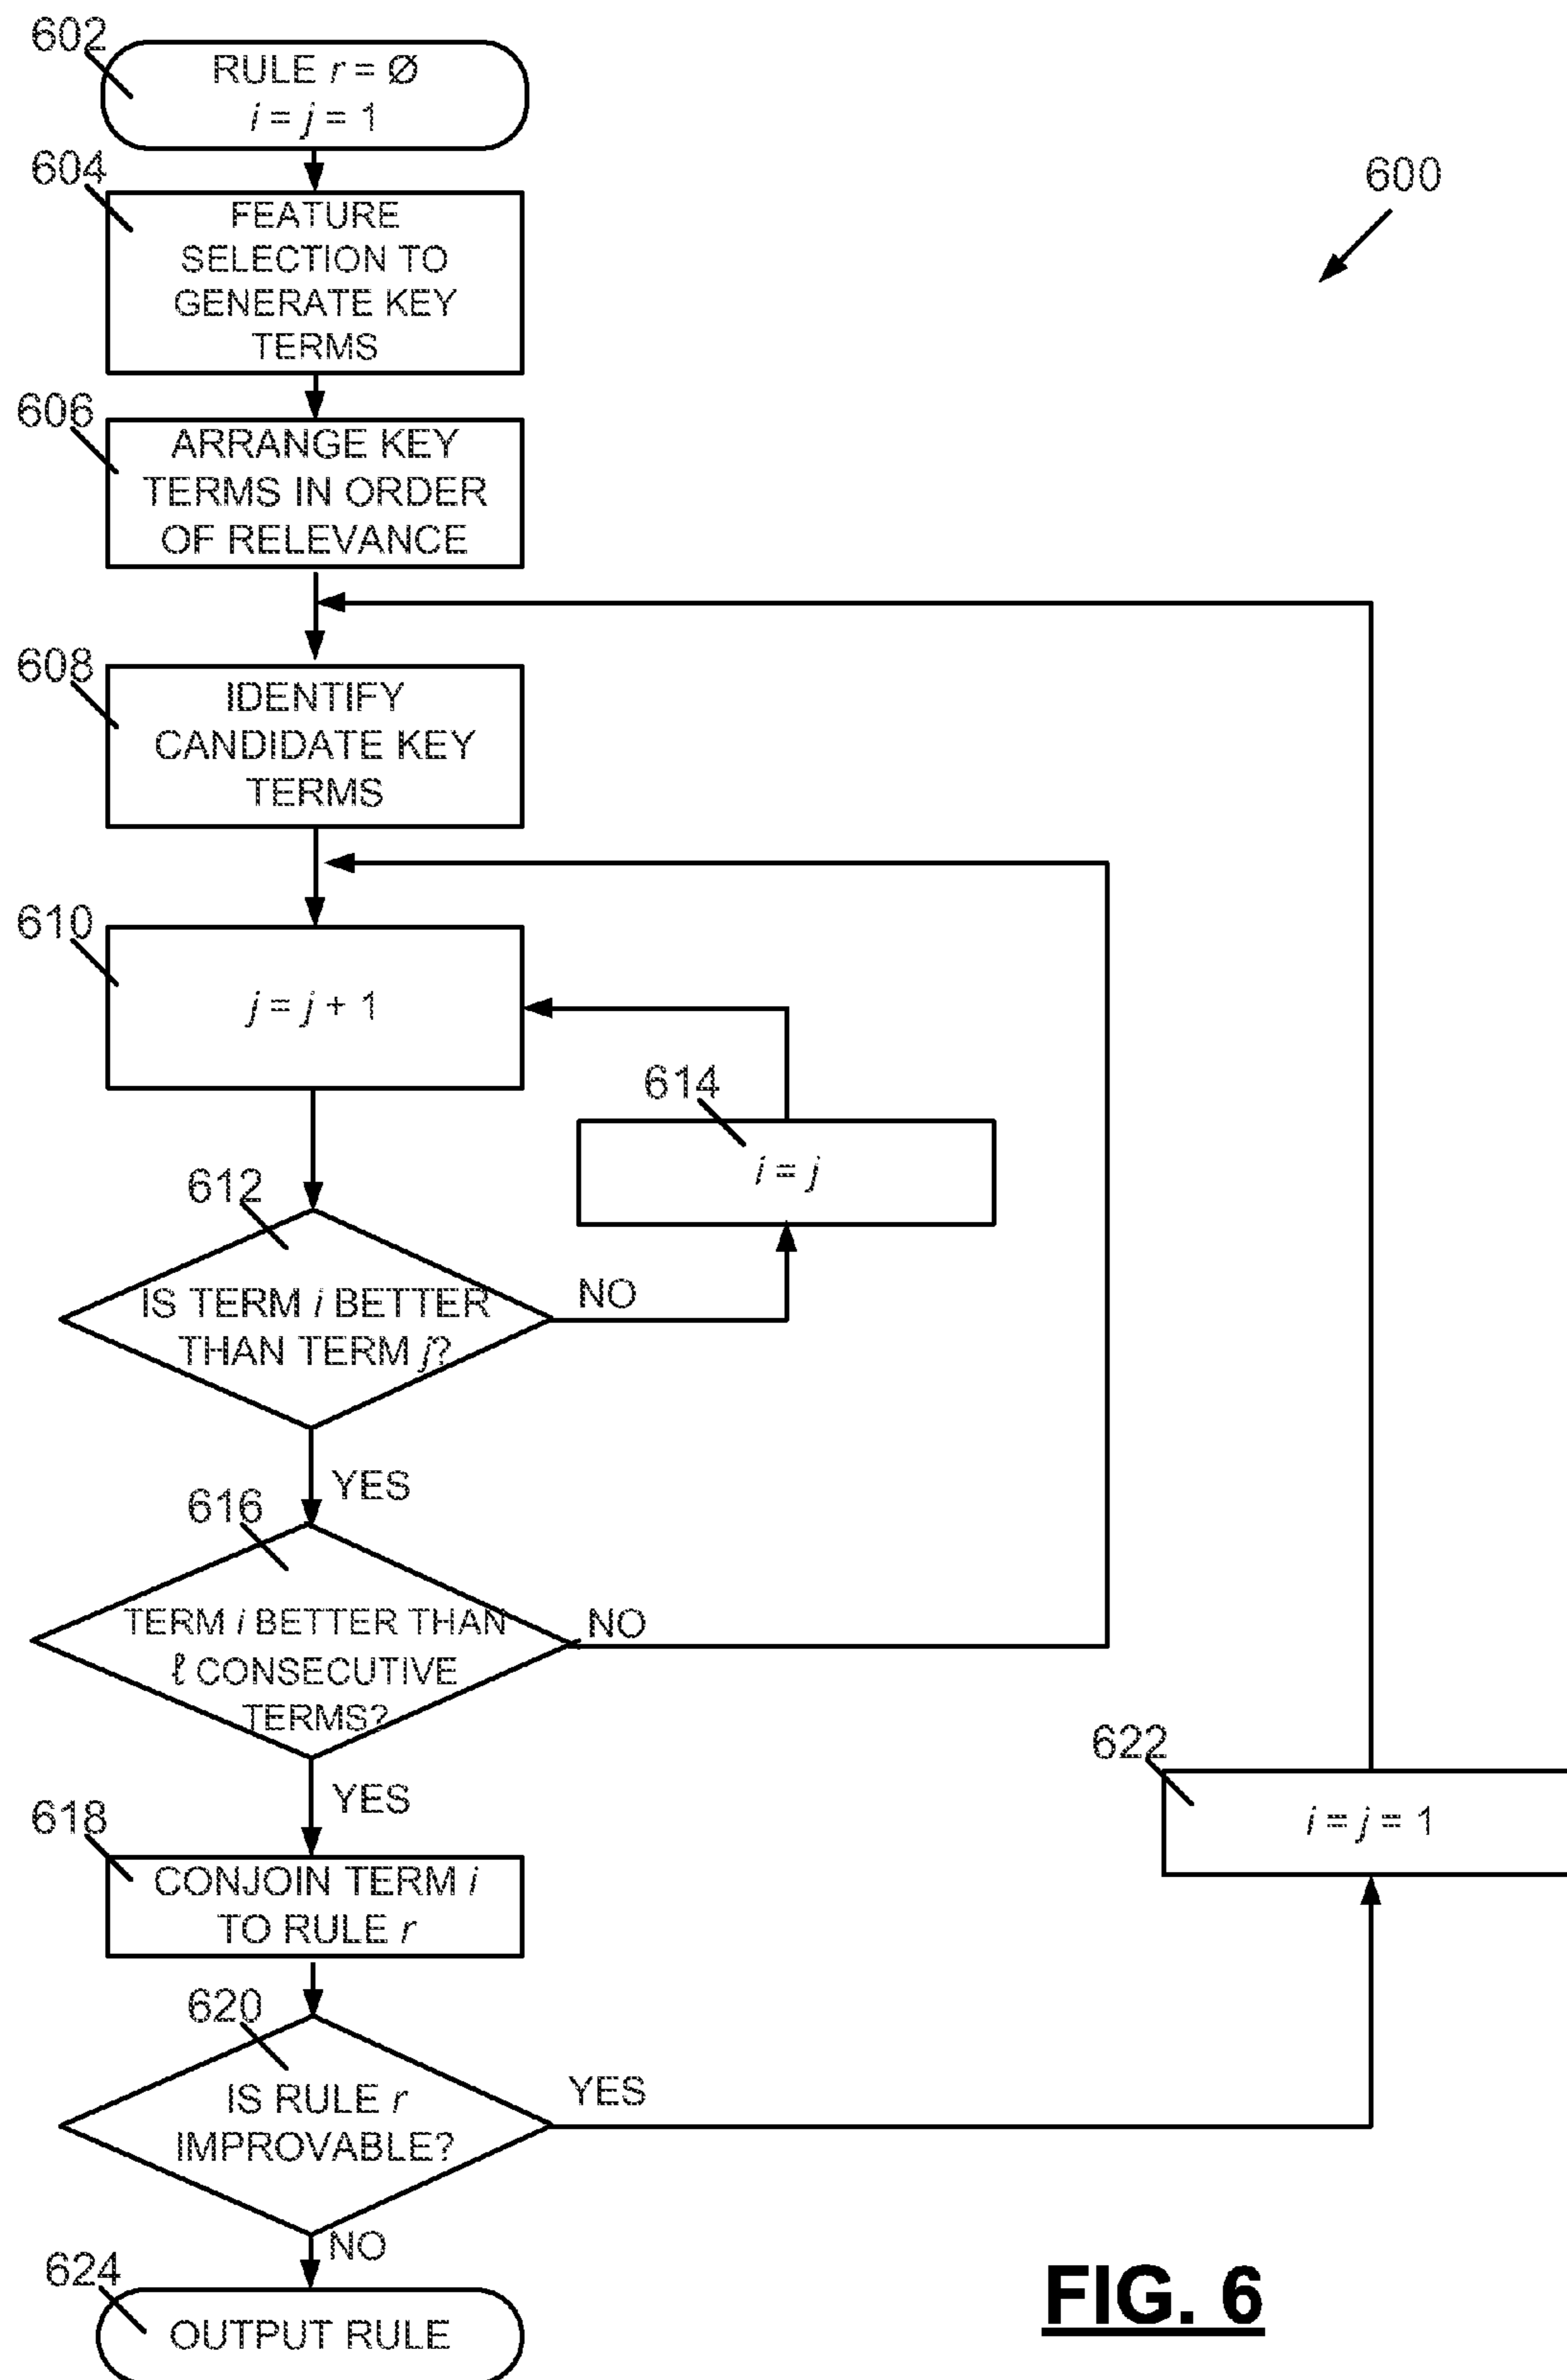 602
RULE r = Ø
i = j = 1
604
FEATURE
SELECTION TO
GENERATE KEY
TERMS
600
606
ARRANGE KEY
TERMS IN ORDER
OF RELEVANCE
608
IDENTIFY
CANDIDATE KEY
TERMS
610
j = j + 1
614
i = j
612
IS TERM i BETTER
THAN TERM j?
NO
YES
616
TERM i BETTER THAN
ℓ CONSECUTIVE
TERMS?
NO
YES
622
i = j = 1
618
CONJOIN TERM i
TO RULE r
620
IS RULE r
IMPROVABLE?
YES
NO
624
OUTPUT RULE
FIG. 6